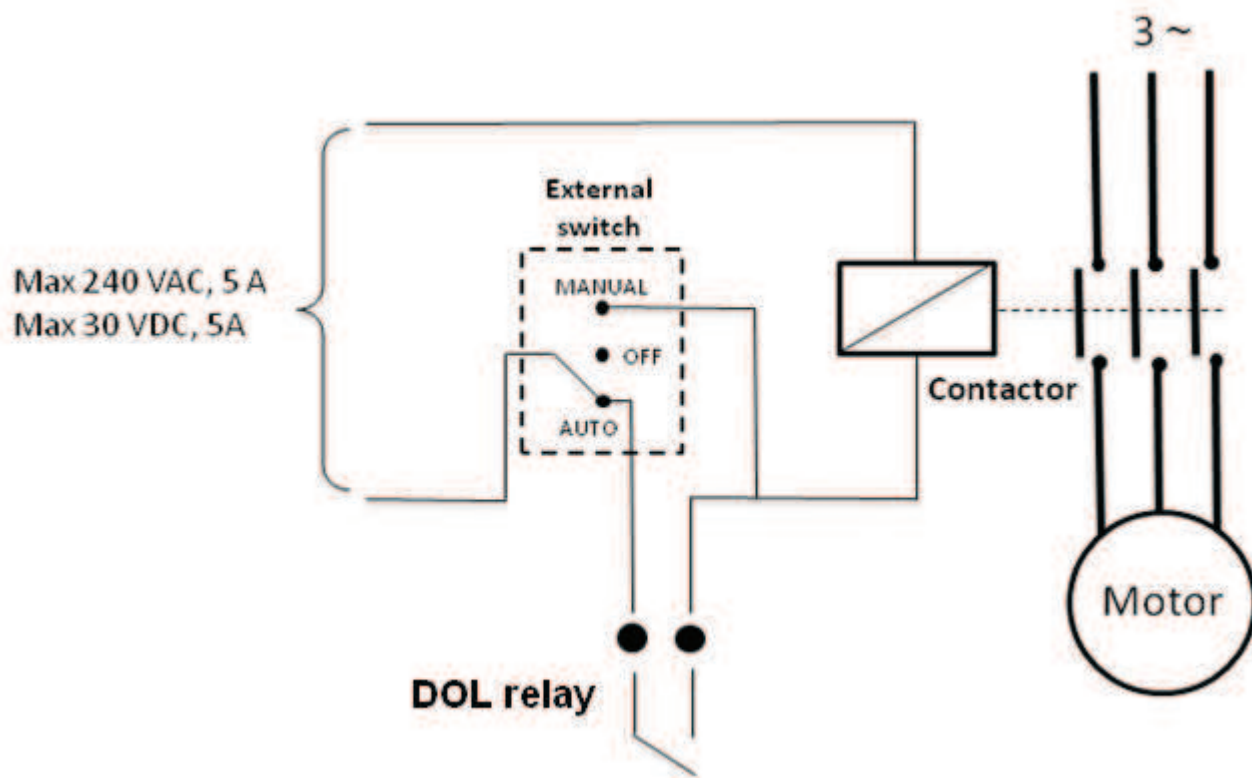 3 ~
External
switch
Max 240 VAC, 5 A
Max 30 VDC, 5A
MANUAL
OFF
AUTO
Contactor
Motor
DOL relay